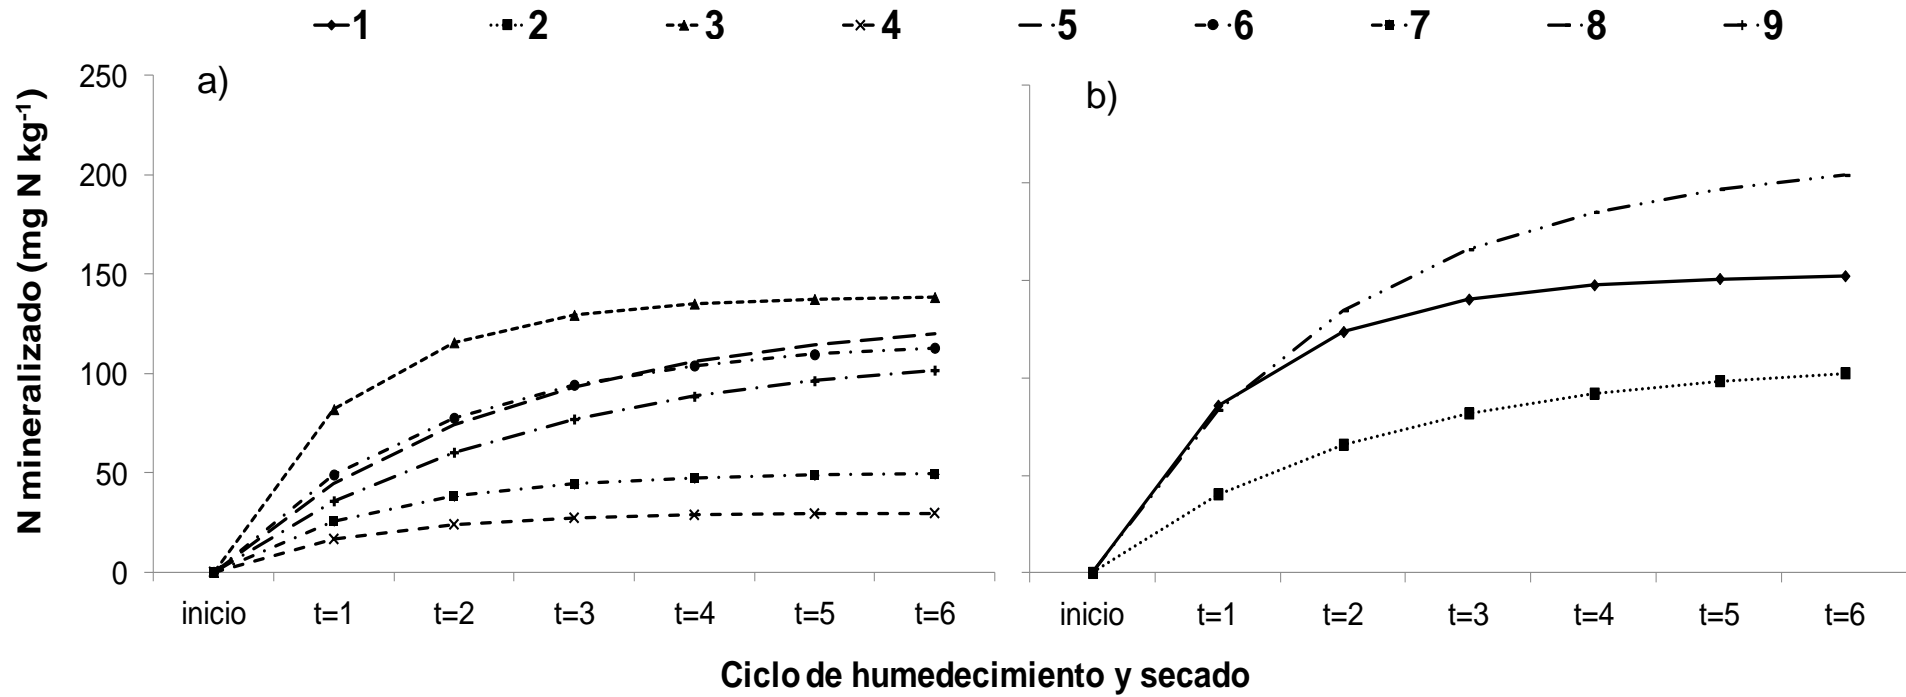 1 2 3 4 5 6 7 8 9
a)
b)
N mineralizado (mg N kg⁻¹)
250
200
150
100
50
0
inicio t=1 t=2 t=3 t=4 t=5 t=6
inicio t=1 t=2 t=3 t=4 t=5 t=6
Ciclo de humedecimiento y secado